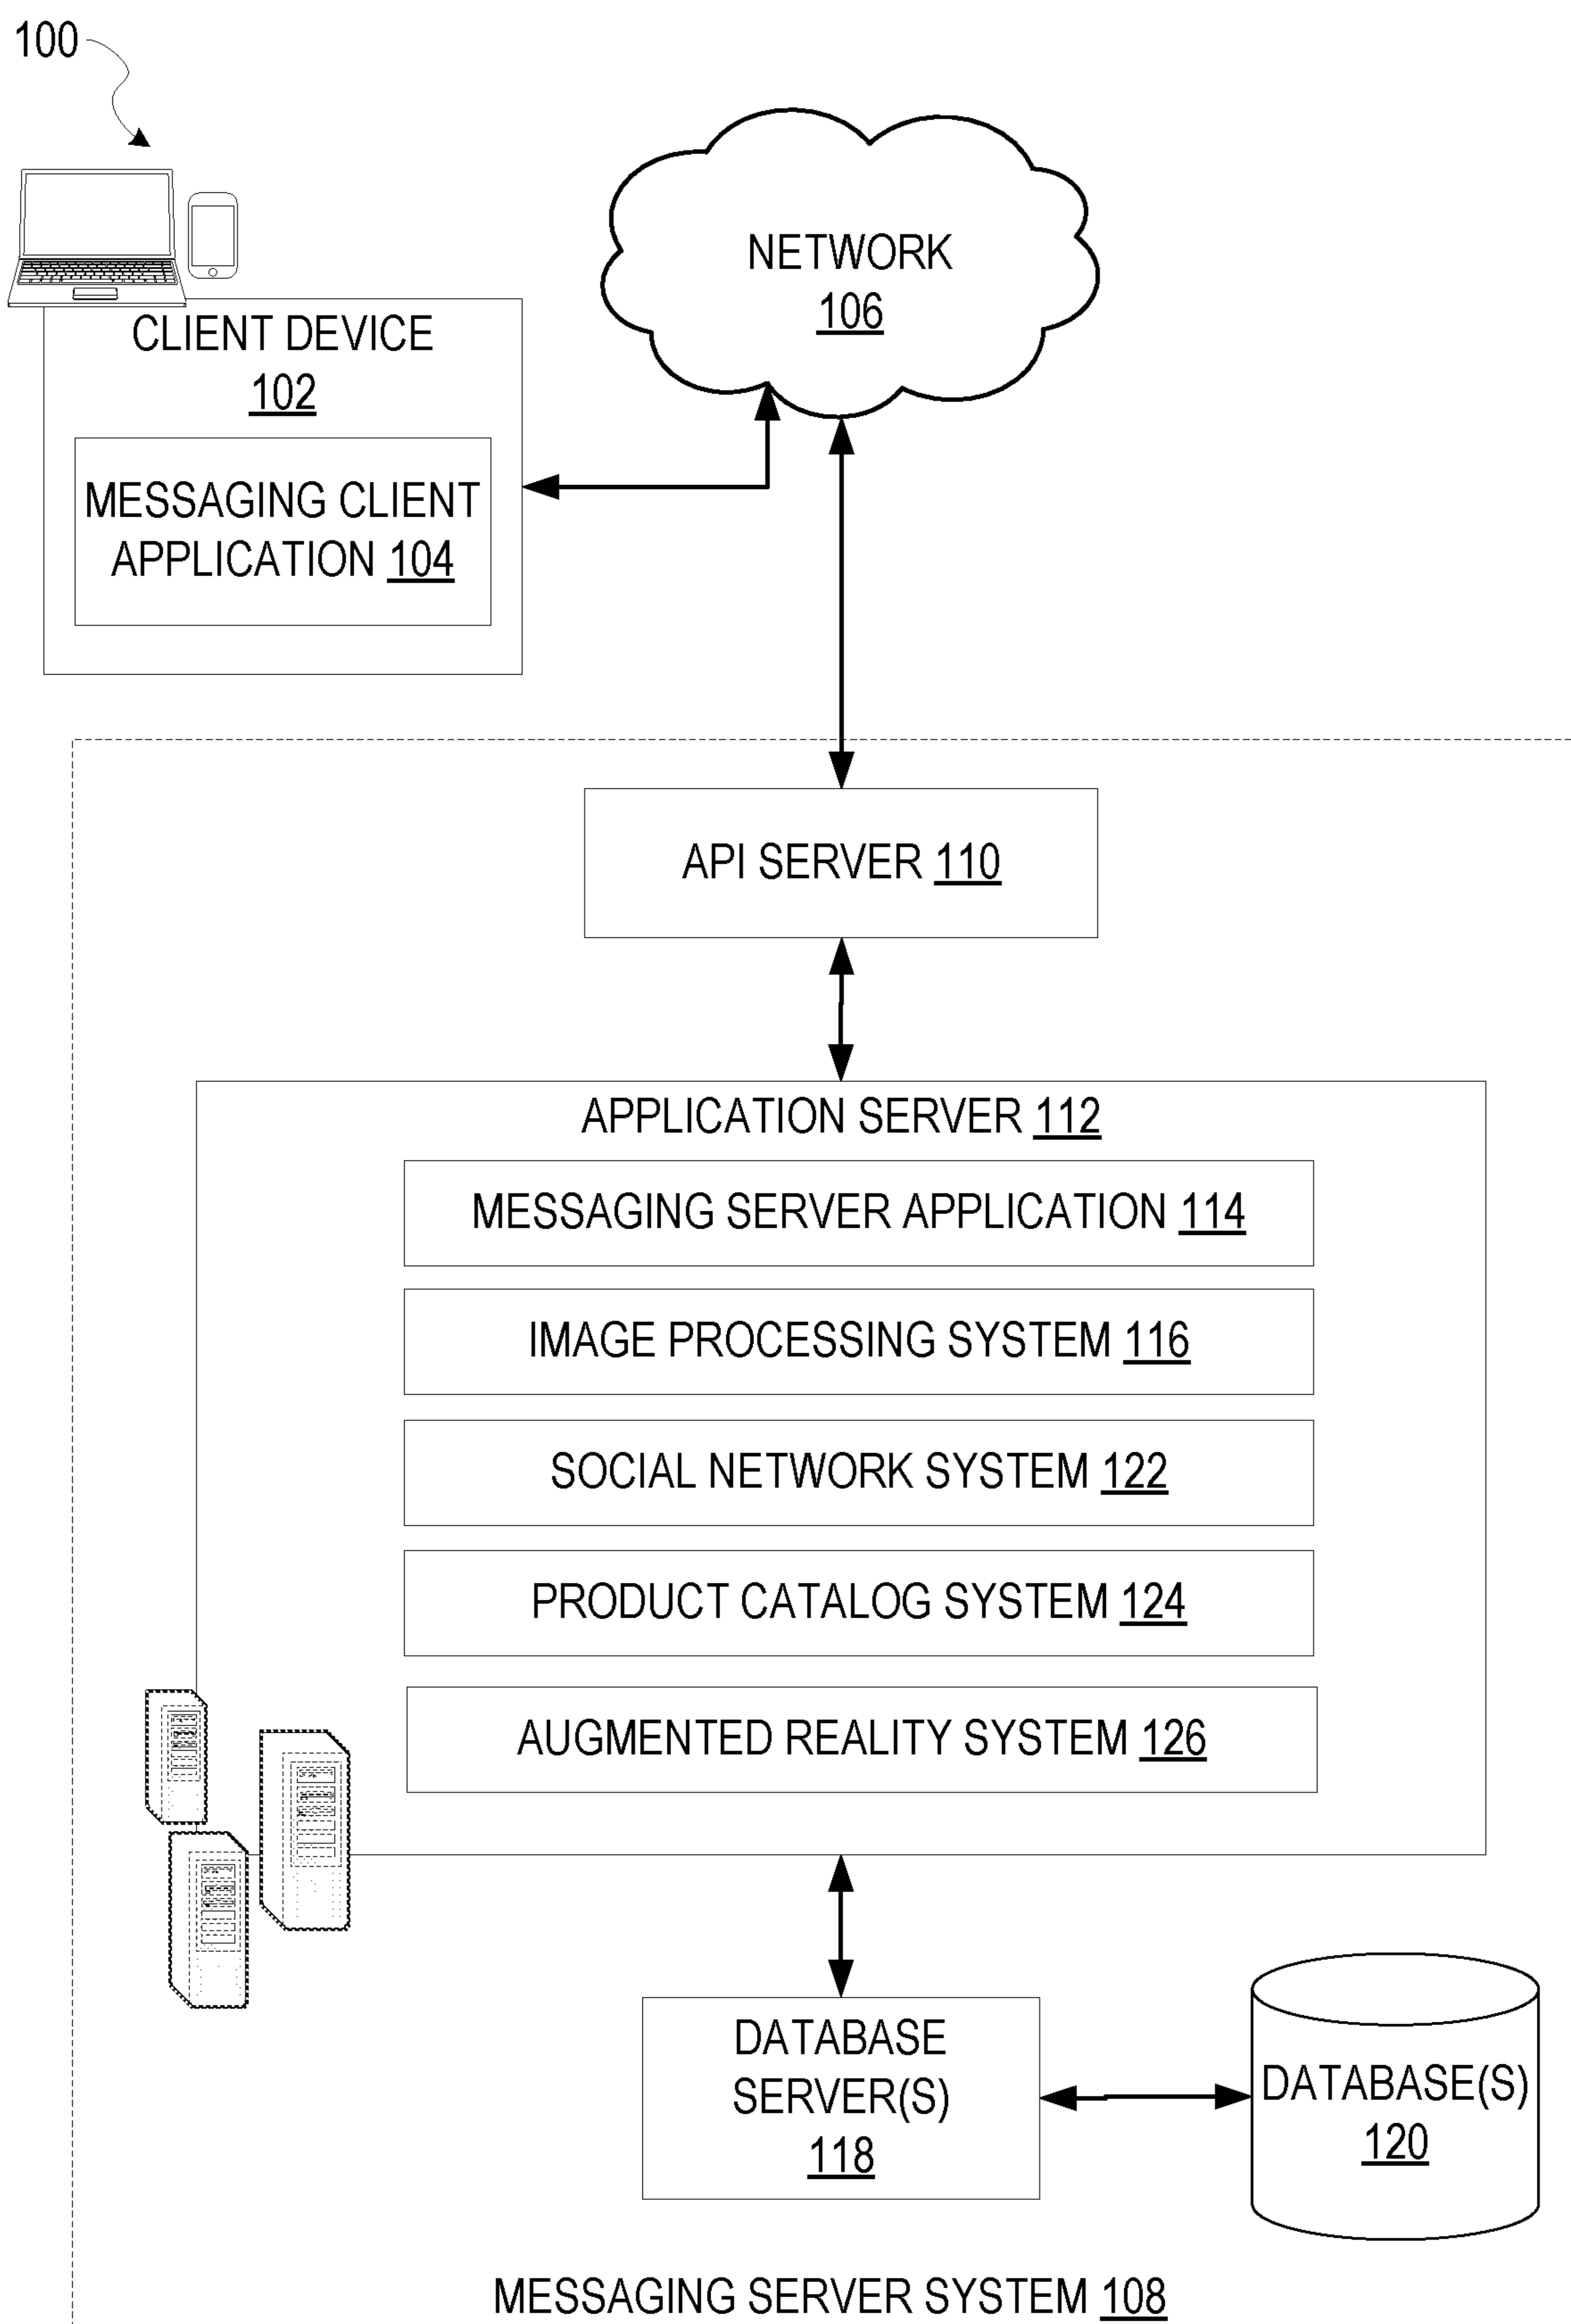 100
NETWORK
106
CLIENT DEVICE
102
MESSAGING CLIENT
APPLICATION 104
API SERVER 110
APPLICATION SERVER 112
MESSAGING SERVER APPLICATION 114
IMAGE PROCESSING SYSTEM 116
SOCIAL NETWORK SYSTEM 122
PRODUCT CATALOG SYSTEM 124
AUGMENTED REALITY SYSTEM 126
DATABASE
SERVER(S)
118
DATABASE(S)
120
MESSAGING SERVER SYSTEM 108